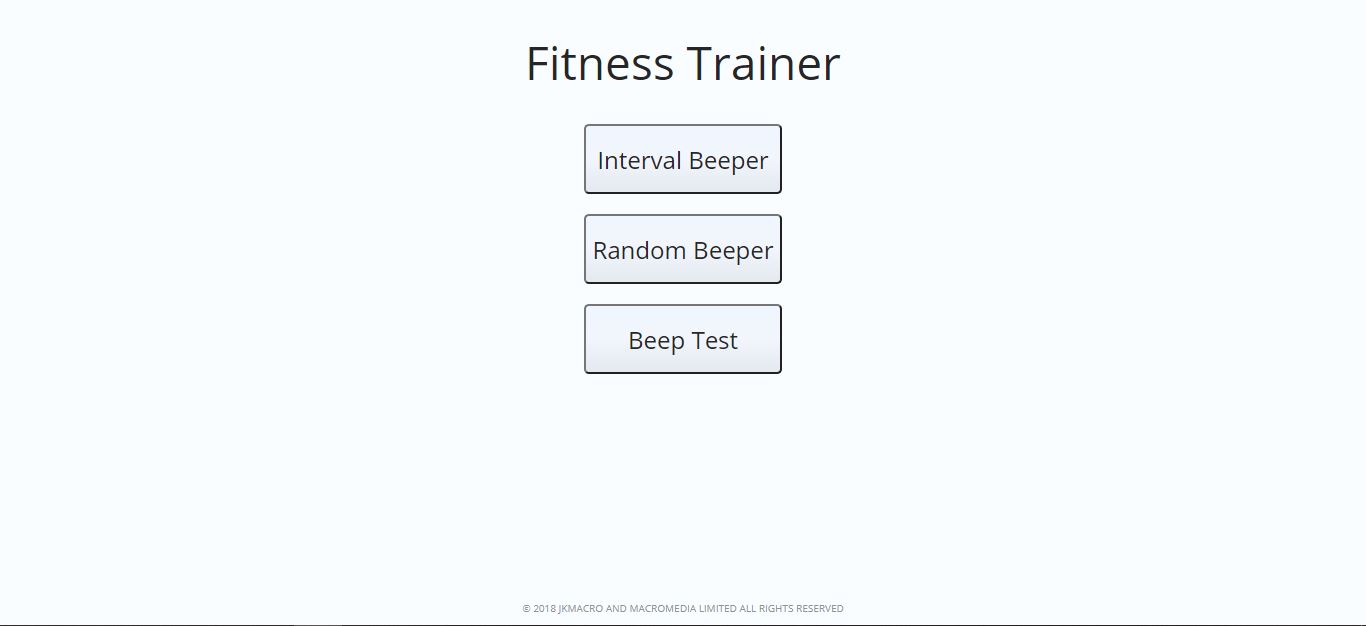 Fitness Trainer
Interval Beeper
Random Beeper
Beep Test
© 2018 JKMACRO AND MACROMEDIA LIMITED ALL RIGHTS RESERVED